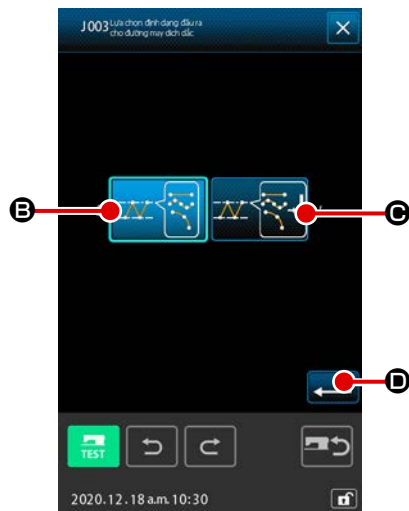 J003 Lựa chọn định dạng đầu ra
cho đường may dích dắc
B
C
D
TEST
2020.12.18 a.m. 10:30